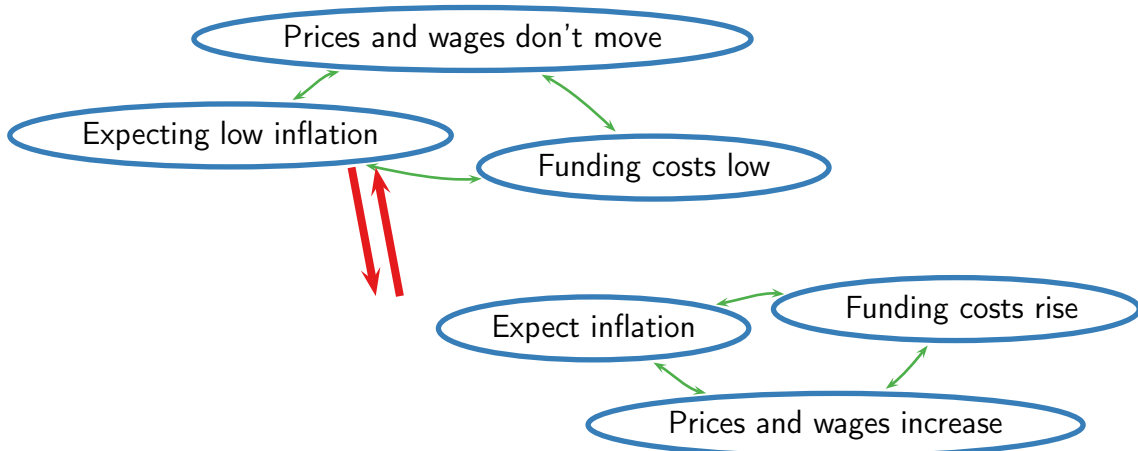 Prices and wages don't move
Expecting low inflation
Funding costs low
Funding costs rise
Expect inflation
Prices and wages increase